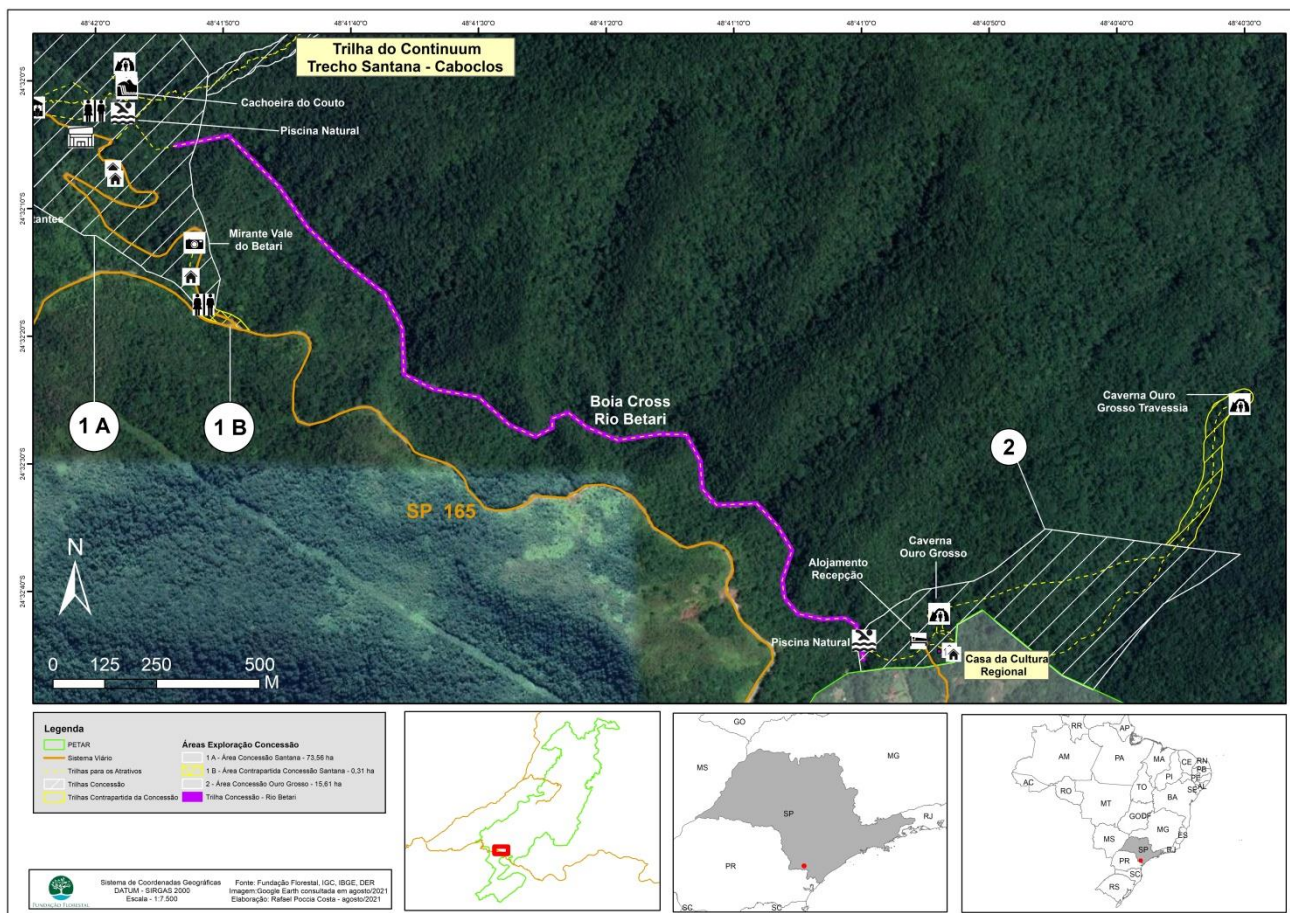 48°42'0"O 48°41'50"O 48°41'40"O 48°41'30"O 48°41'20"O 48°41'10"O 48°41'0"O 48°40'50"O 48°40'40"O 48°40'30"O
24°32'0"S
24°32'10"S
24°32'20"S
24°32'30"S
24°32'40"S
Trilha do Continuum
Trecho Santana - Caboclos
Cachoeira do Couto
Piscina Natural
tantes
Mirante Vale
do Betari
1 A
1 B
Boia Cross
Rio Betari
SP 165
Caverna Ouro
Grosso Travessia
2
Caverna
Ouro Grosso
Alojamento
Recepção
Piscina Natural
Casa da Cultura
Regional
N
0 125 250 500
M
Legenda
PETAR
Sistema Viário
Trilhas para os Atrativos
Trilhas Concessão
Trilhas Contrapartida da Concessão
Áreas Exploração Concessão
1 A - Área Concessão Santana - 73,56 ha
1 B - Área Contrapartida Concessão Santana - 0,31 ha
2 - Área Concessão Ouro Grosso - 15,61 ha
Trilha Concessão - Rio Betari
FUNDAÇÃO FLORESTAL
Sistema de Coordenadas Geográficas
DATUM - SIRGAS 2000
Escala - 1:7.500
Fonte: Fundação Florestal, IGC, IBGE, DER
Imagem:Google Earth consultada em agosto/2021
Elaboração: Rafael Poccia Costa - agosto/2021
GO
MS
MG
SP
RJ
PR
SC
SC
RR
AP
AM
PA
MA
CE
RN
PB
PI
PE
AL
SE
AC
RO
TO
BA
MT
GO
DF
MG
ES
MS
SP
RJ
PR
SC
RS